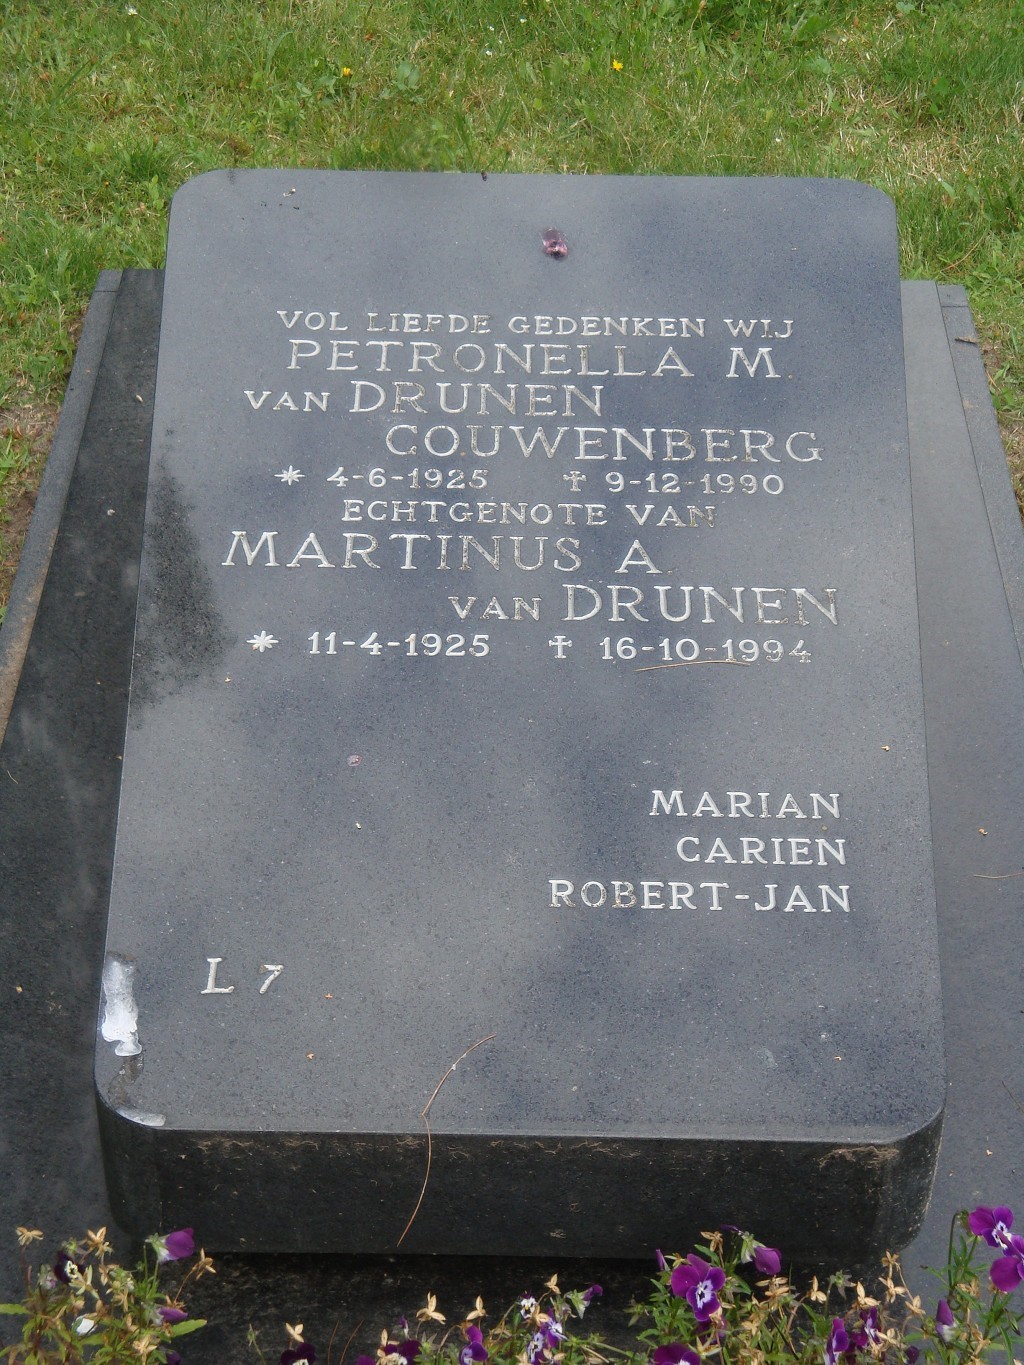 VOL LIEFDE GEDENKEN WIJ
PETRONELLA M.
VAN DRUNEN
COUWENBERG
* 4-6-1925 ✝ 9-12-1990
ECHTGENOTE VAN
MARTINUS A.
VAN DRUNEN
* 11-4-1925 ✝ 16-10-1994
MARIAN
CARIEN
ROBERT-JAN
L 7